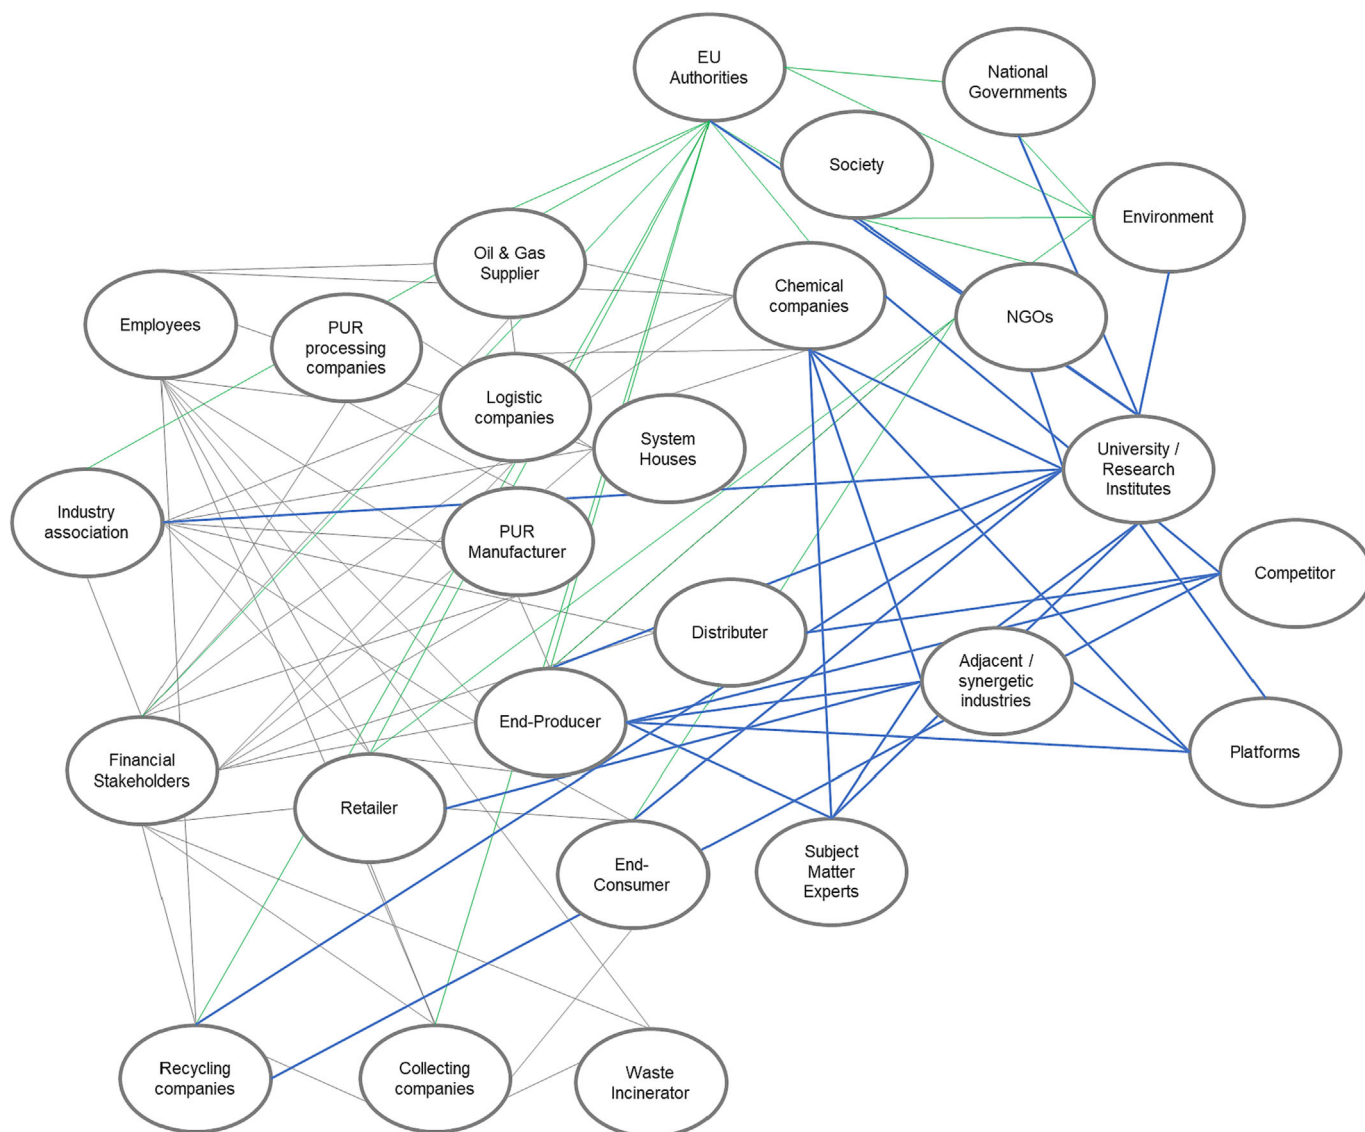 EU
Authorities
National
Governments
Society
Environment
Oil & Gas
Supplier
Chemical
companies
NGOs
Employees
PUR
processing
companies
Logistic
companies
System
Houses
University /
Research
Institutes
Industry
association
PUR
Manufacturer
Competitor
Distributer
Adjacent /
synergetic
industries
End-Producer
Platforms
Financial
Stakeholders
Retailer
End-
Consumer
Subject
Matter
Experts
Recycling
companies
Collecting
companies
Waste
Incinerator